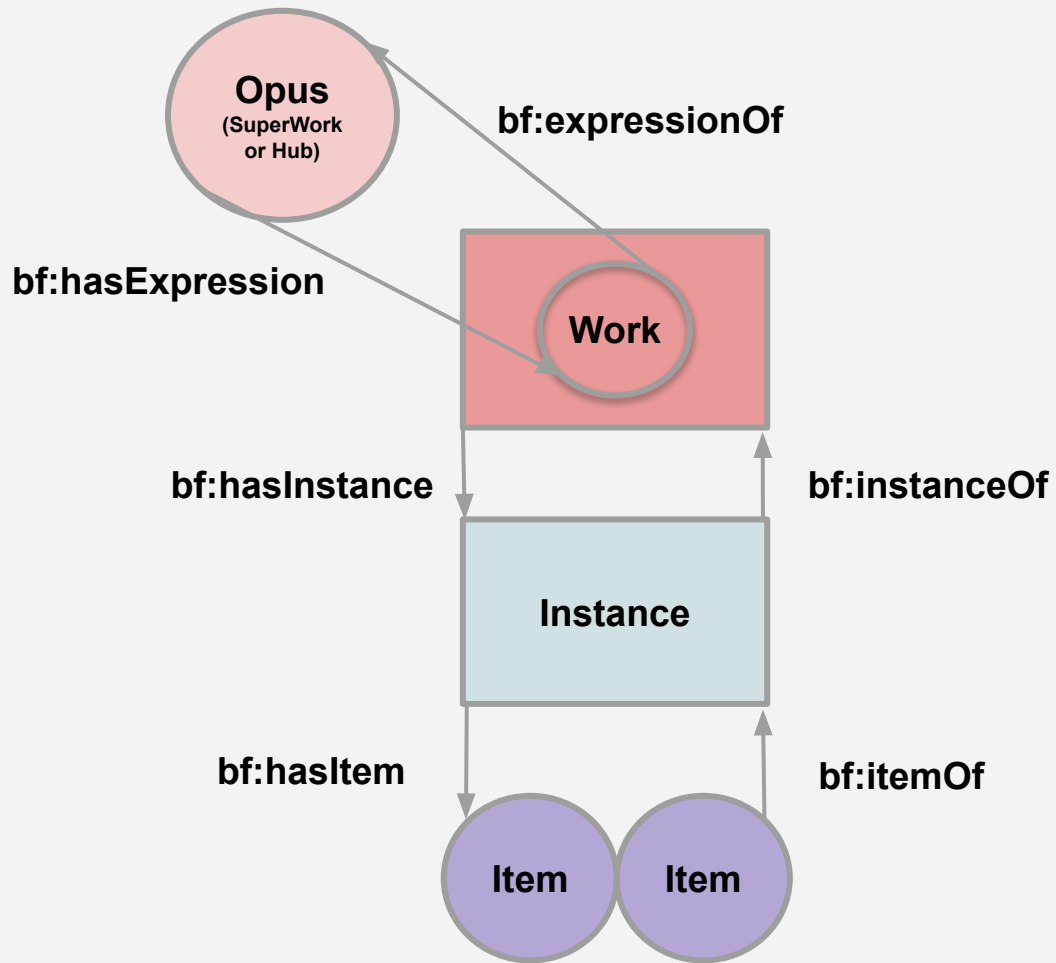 Opus
(SuperWork
or Hub)
bf:expressionOf
bf:hasExpression
Work
bf:hasInstance
bf:instanceOf
Instance
bf:hasItem
bf:itemOf
Item
Item